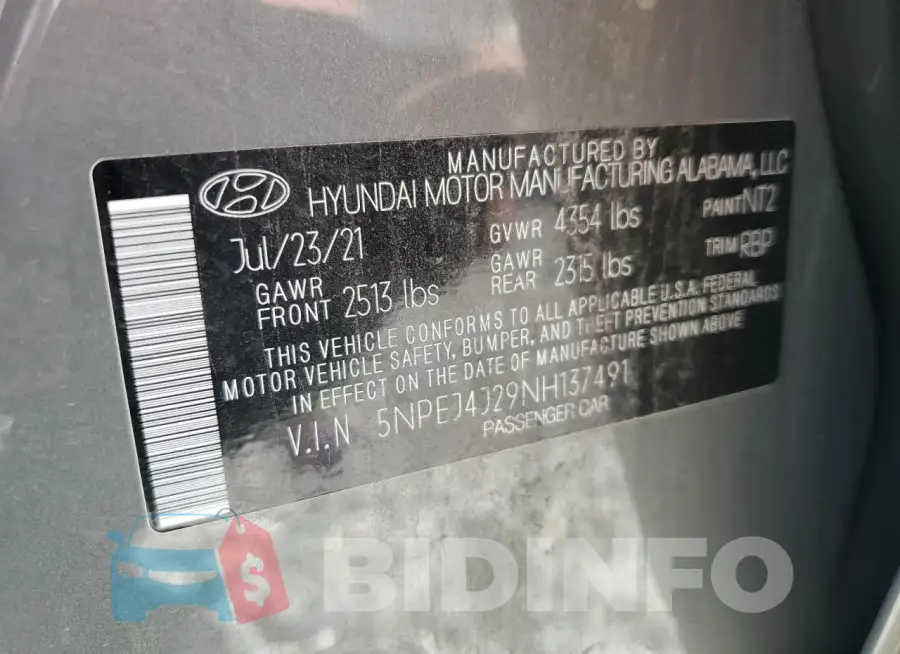 MANUFACTURED BY
HYUNDAI MOTOR MANUFACTURING ALABAMA, LLC
Jul/23/21 GVWR 4354 lbs PAINT NT2
GAWR FRONT 2513 lbs GAWR REAR 2315 lbs TRIM RBP
THIS VEHICLE CONFORMS TO ALL APPLICABLE U.S.A. FEDERAL
MOTOR VEHICLE SAFETY, BUMPER, AND THEFT PREVENTION STANDARDS
IN EFFECT ON THE DATE OF MANUFACTURE SHOWN ABOVE
V.I.N 5NPEJ4J29NH137491
PASSENGER CAR
$ BIDINFO